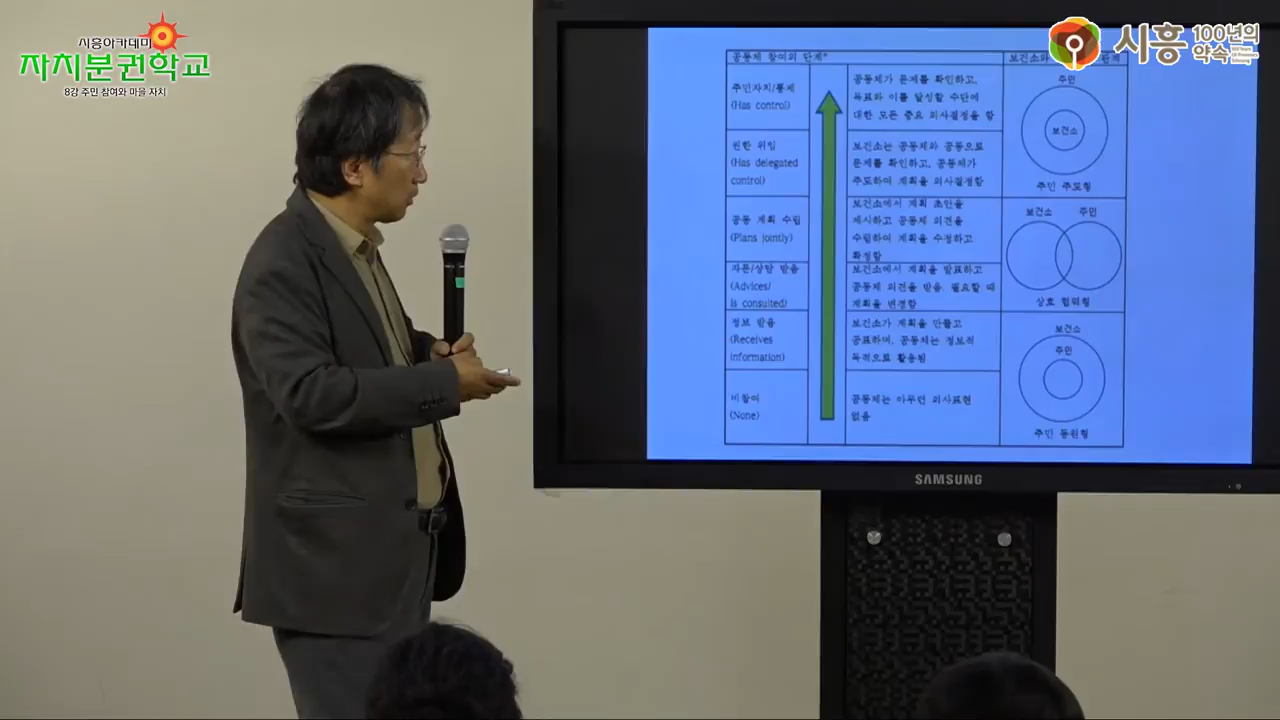 시흥아카데미
자치분권학교
8강 주민 참여와 마을 자치
시흥 100년의
약속
공동체 참여의 단계*
보건소와
단계
주민자치/통제
(Has control)
공동체가 문제를 확인하고,
목표와 이를 달성할 수단에
대한 모든 중요 의사결정을 함
주민
보건소
주민 주도형
권한 위임
(Has delegated
control)
보건소는 공동체와 공동으로
문제를 확인하고, 공동체가
주도하여 계획을 의사결정함
공동 계획 수립
(Plans jointly)
보건소에서 계획 초안을
제시하고 공동체 의견을
수립하여 계획을 수정하고
확정함
보건소 주민
상호 협력형
자문/상담 받음
(Advices/
is consulted)
보건소에서 계획을 발표하고
공동체 의견을 받음. 필요할 때
계획을 변경함
정보 받음
(Receives
information)
보건소가 계획을 만들고
공표하며, 공동체는 정보적
목적으로 활용됨
보건소
주민
주민 동원형
비참여
(None)
공동체는 아무런 의사표현
없음
SAMSUNG